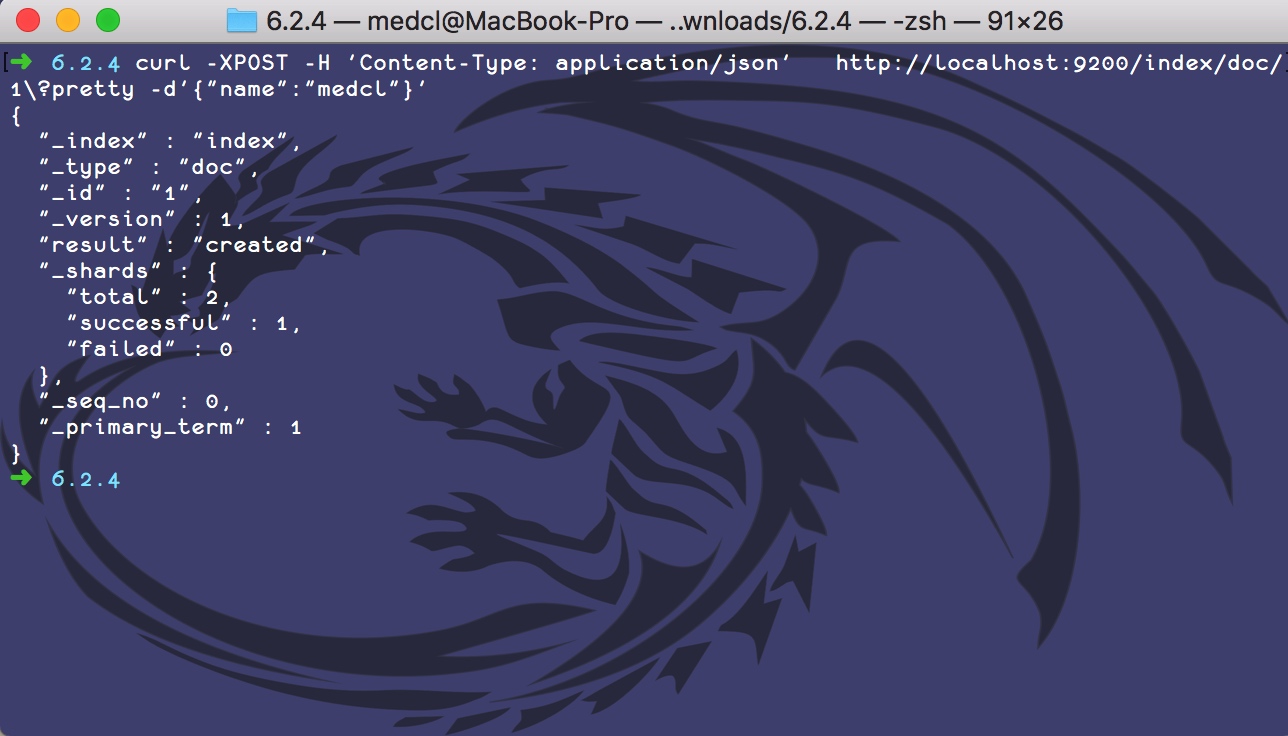 6.2.4 — medcl@MacBook-Pro — ..wnloads/6.2.4 — -zsh — 91×26
[➜ 6.2.4 curl -XPOST -H 'Content-Type: application/json'   http://localhost:9200/index/doc/]
1\?pretty -d'{"name":"medcl"}'
{
  "_index" : "index",
  "_type" : "doc",
  "_id" : "1",
  "_version" : 1,
  "result" : "created",
  "_shards" : {
    "total" : 2,
    "successful" : 1,
    "failed" : 0
  },
  "_seq_no" : 0,
  "_primary_term" : 1
}
➜ 6.2.4